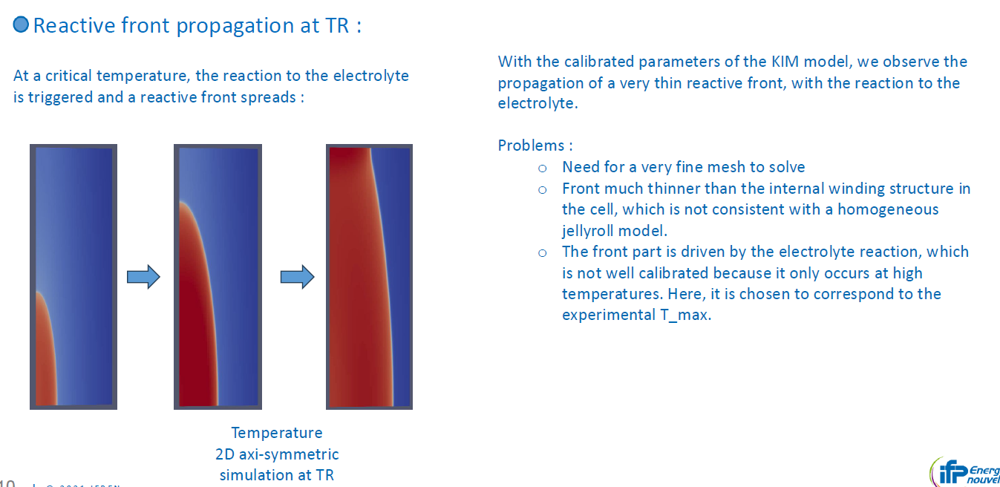 Reactive front propagation at TR :
At a critical temperature, the reaction to the electrolyte
is triggered and a reactive front spreads :
With the calibrated parameters of the KIM model, we observe the
propagation of a very thin reactive front, with the reaction to the
electrolyte.
Problems :
o Need for a very fine mesh to solve
o Front much thinner than the internal winding structure in
the cell, which is not consistent with a homogeneous
jellyroll model.
o The front part is driven by the electrolyte reaction, which
is not well calibrated because it only occurs at high
temperatures. Here, it is chosen to correspond to the
experimental T_max.
Temperature
2D axi-symmetric
simulation at TR
ifp Energ
nouvel